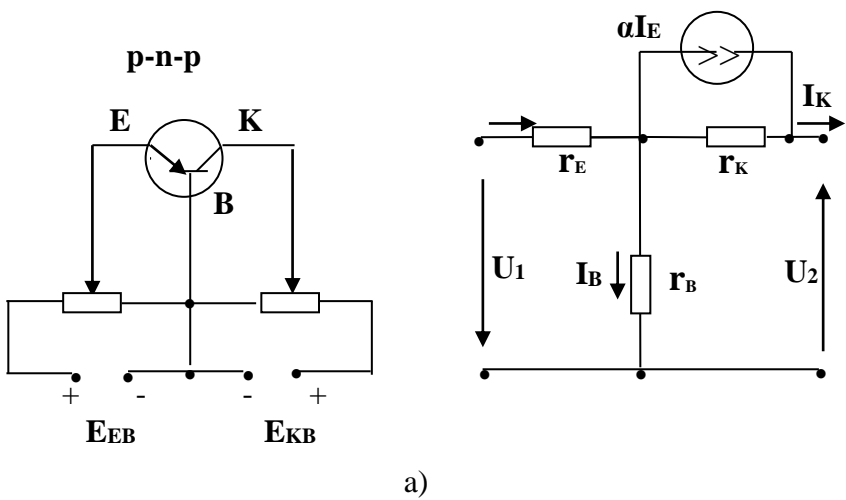 p-n-p
E K
B
+ - - +
EEB EKB
αIE
IK
rE rK
U1 IB rB U2
a)